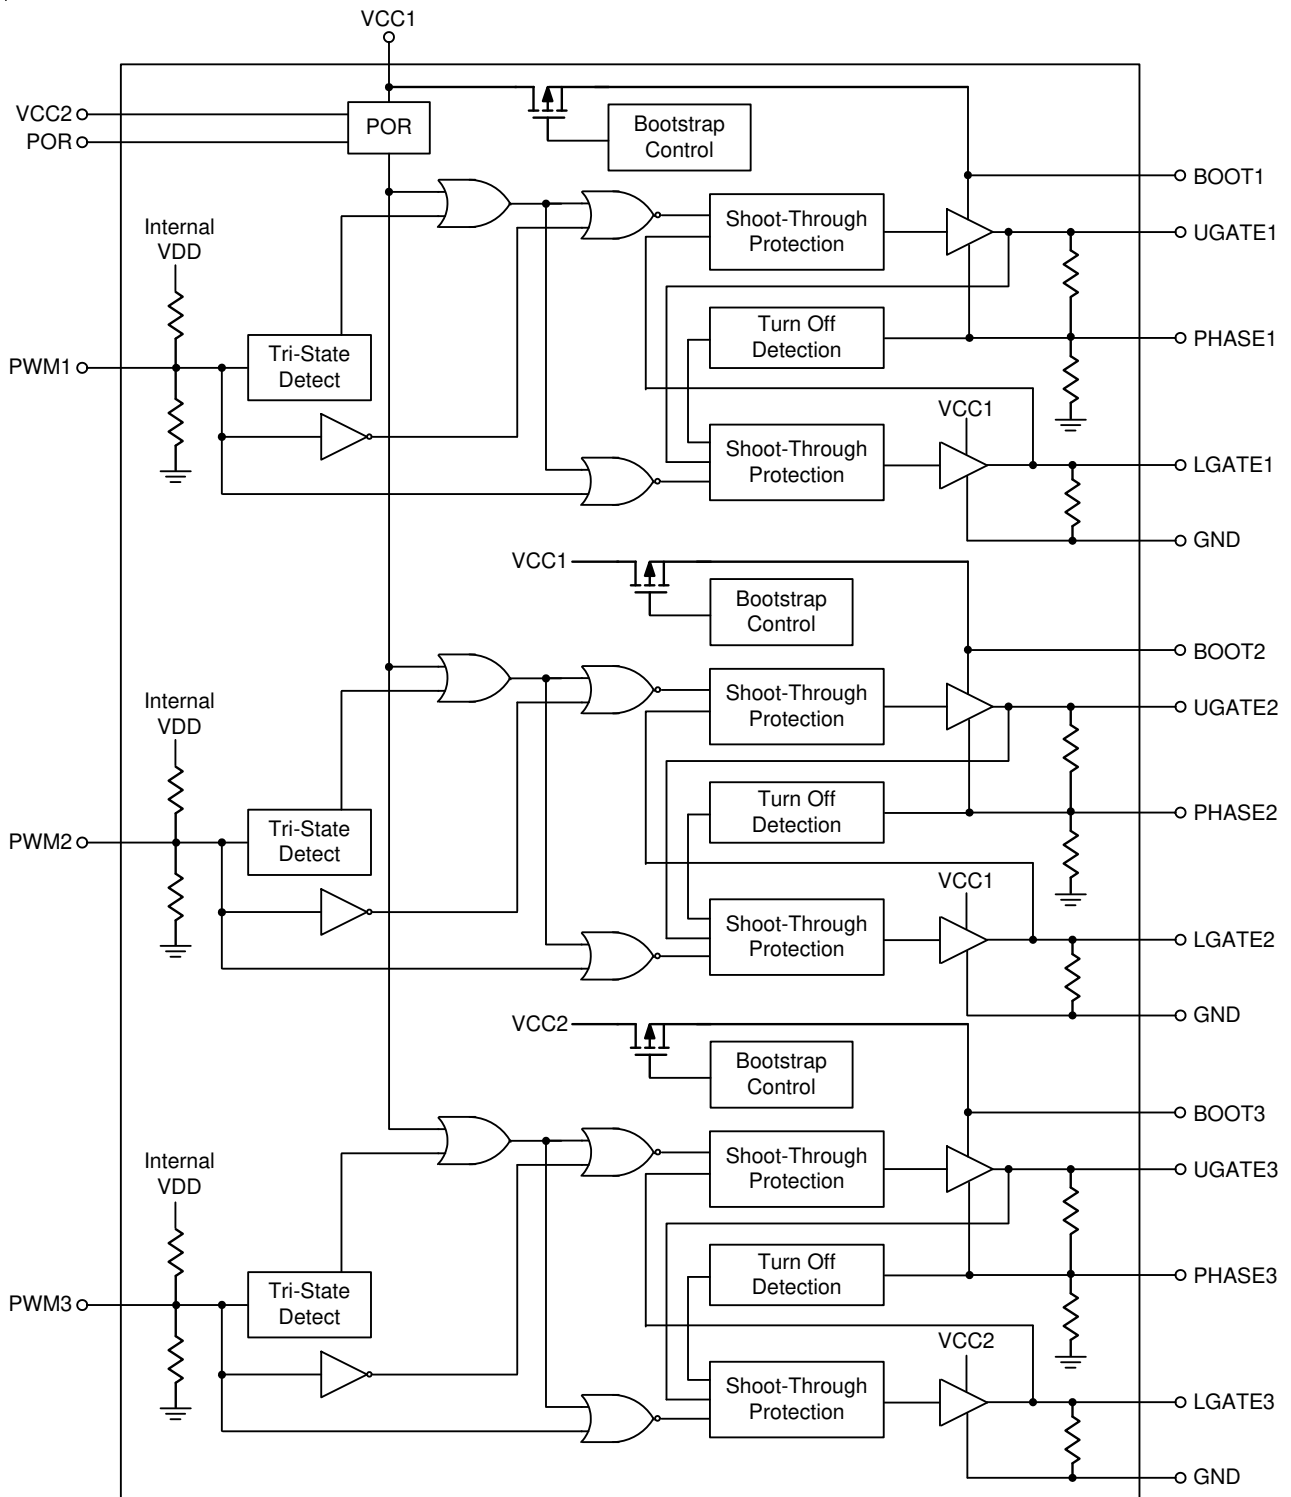 VCC1
VCC2
POR
POR
Bootstrap
Control
BOOT1
Internal
VDD
Shoot-Through
Protection
UGATE1
Turn Off
Detection
PHASE1
PWM1
Tri-State
Detect
VCC1
Shoot-Through
Protection
LGATE1
GND
VCC1
Bootstrap
Control
BOOT2
Internal
VDD
Shoot-Through
Protection
UGATE2
Turn Off
Detection
PHASE2
PWM2
Tri-State
Detect
VCC1
Shoot-Through
Protection
LGATE2
GND
VCC2
Bootstrap
Control
BOOT3
Internal
VDD
Shoot-Through
Protection
UGATE3
Turn Off
Detection
PHASE3
PWM3
Tri-State
Detect
VCC2
Shoot-Through
Protection
LGATE3
GND